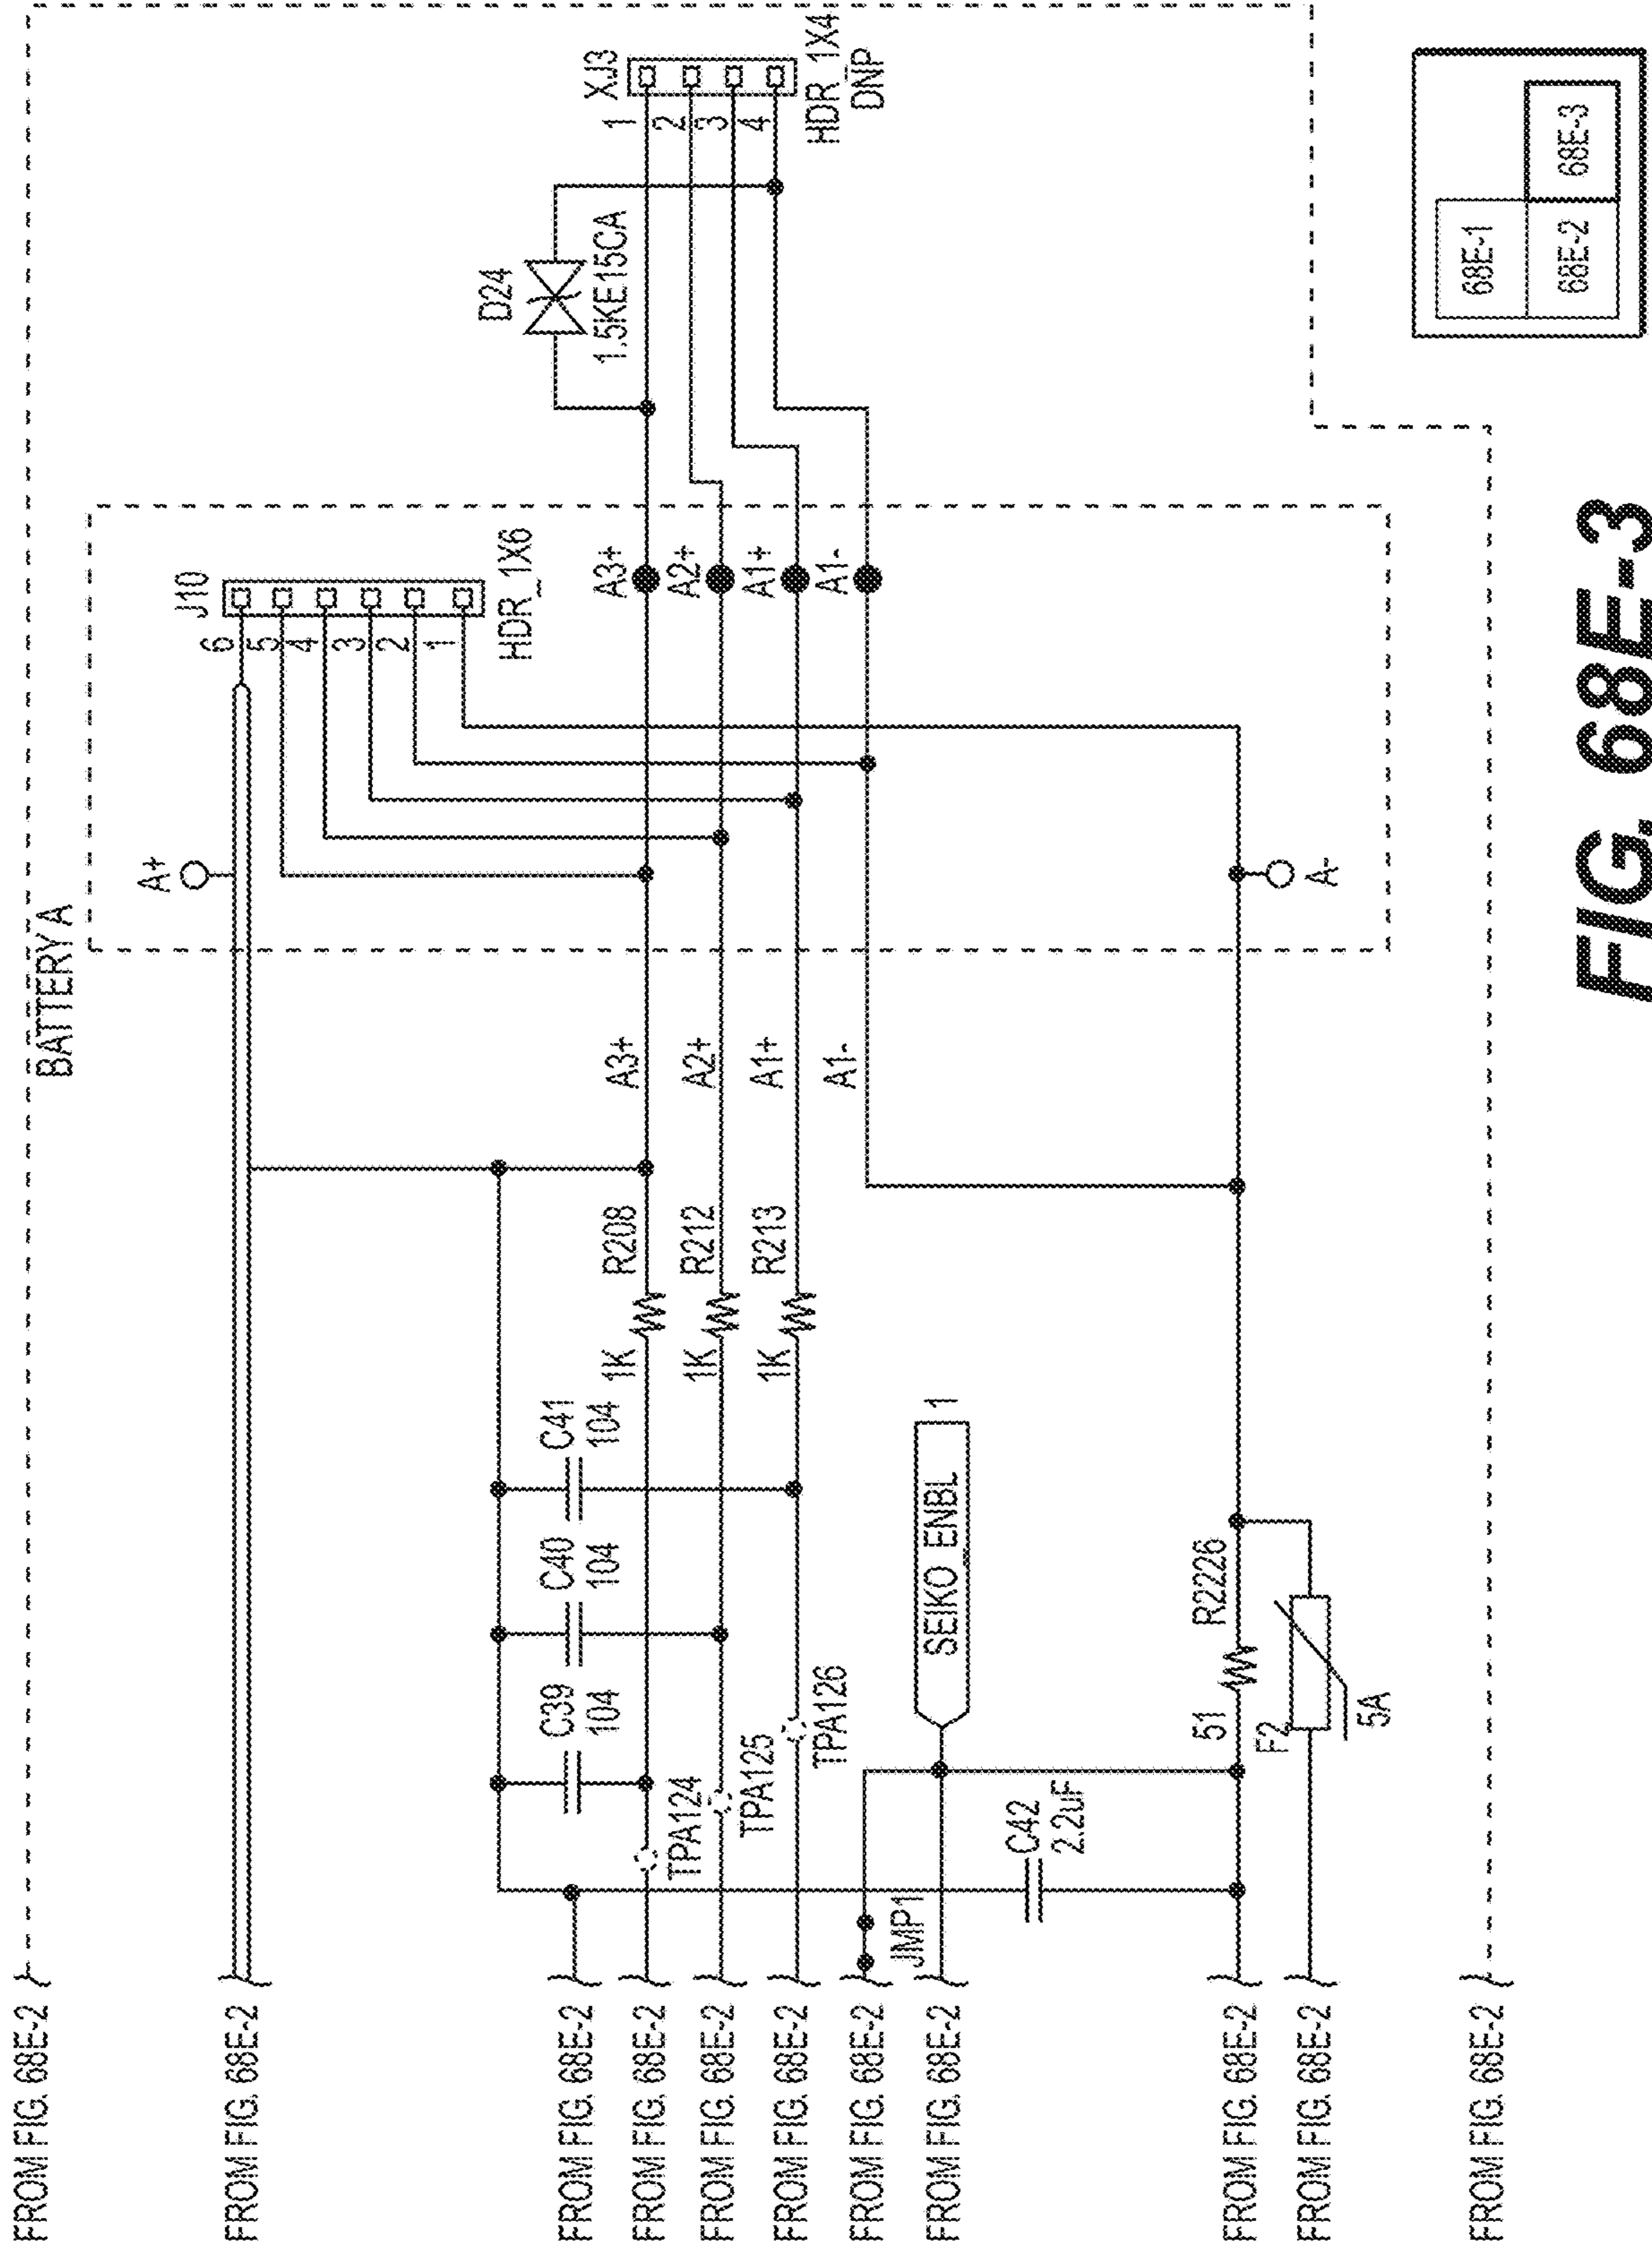 BATTERY A
A+
J10
6
5
4
3
2
1
HDR_1X6
XJ3
1
2
3
4
HDR_1X4
DNP
D24
1.5KE15CA
A3+
A2+
A1+
A1-
A3+
A2+
A1+
A1-
R208
1K
R212
1K
R213
1K
C41
104
C40
104
C39
104
TPA124
TPA125
TPA126
SEIKO_ENBL
1
JMP1
C42
2.2uF
R2226
51
F2
5A
A-
FROM FIG. 68E-2
FROM FIG. 68E-2
FROM FIG. 68E-2
FROM FIG. 68E-2
FROM FIG. 68E-2
FROM FIG. 68E-2
FROM FIG. 68E-2
FROM FIG. 68E-2
FROM FIG. 68E-2
FROM FIG. 68E-2
FROM FIG. 68E-2
68E-1
68E-2
68E-3
FIG. 68E-3